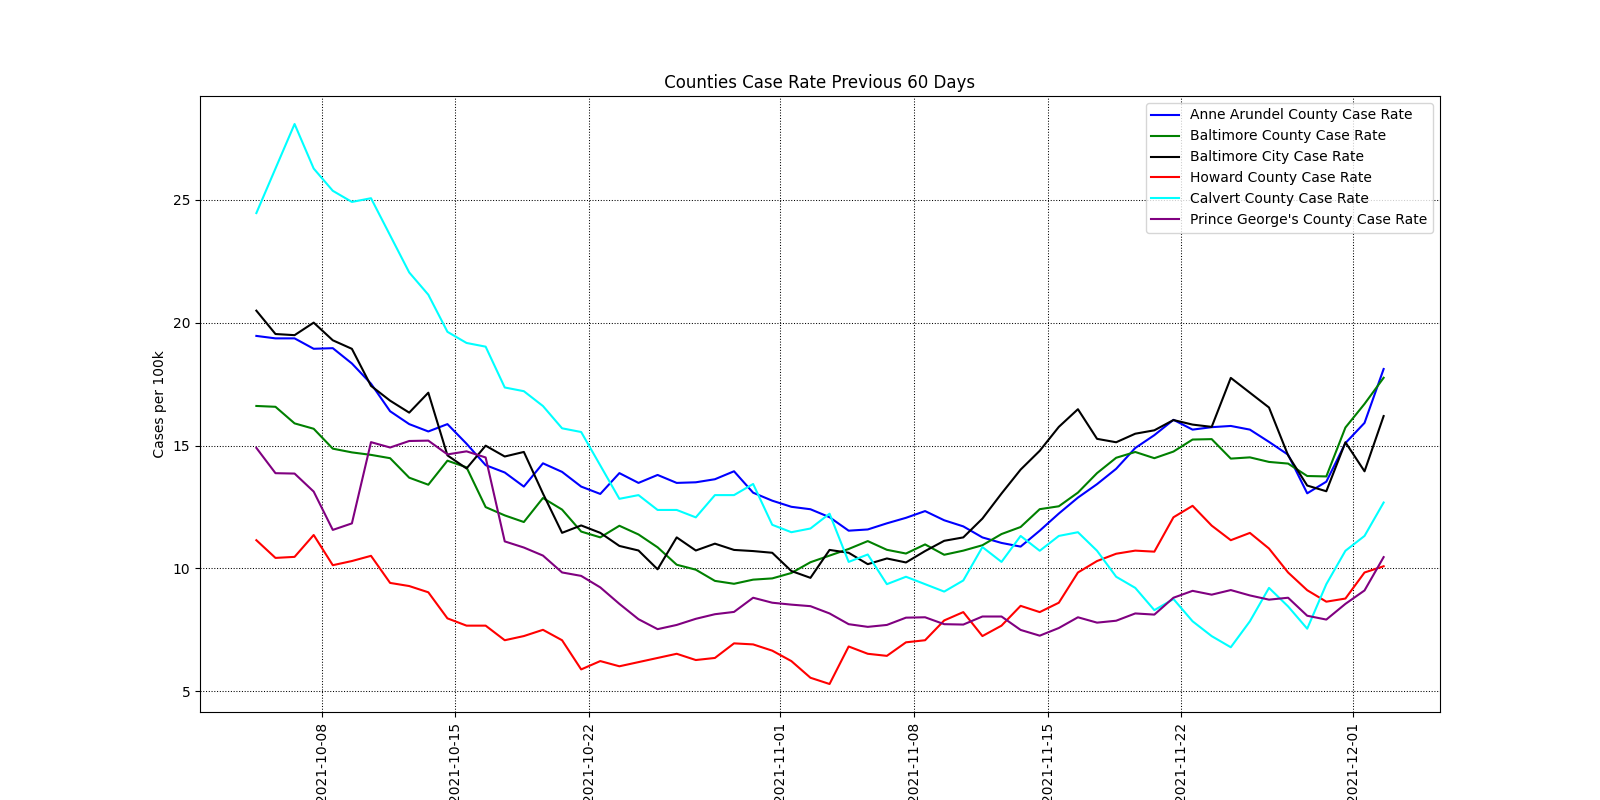 Counties Case Rate Previous 60 Days
Anne Arundel County Case Rate
Baltimore County Case Rate
Baltimore City Case Rate
Howard County Case Rate
Calvert County Case Rate
Prince George's County Case Rate
Cases per 100k
25
20
15
10
5
2021-10-08
2021-10-15
2021-10-22
2021-11-01
2021-11-08
2021-11-15
2021-11-22
2021-12-01